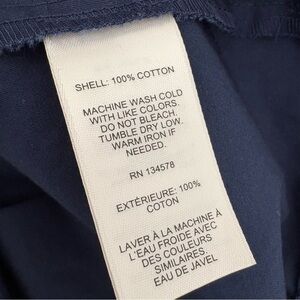 SHELL: 100% COTTON
MACHINE WASH COLD
WITH LIKE COLORS.
DO NOT BLEACH.
TUMBLE DRY LOW.
WARM IRON IF
NEEDED.
RN 134578
EXTÉRIEURE: 100%
COTON
LAVER À LA MACHINE À
L'EAU FROIDE AVEC
DES COULEURS
SIMILAIRES.
EAU DE JAVEL